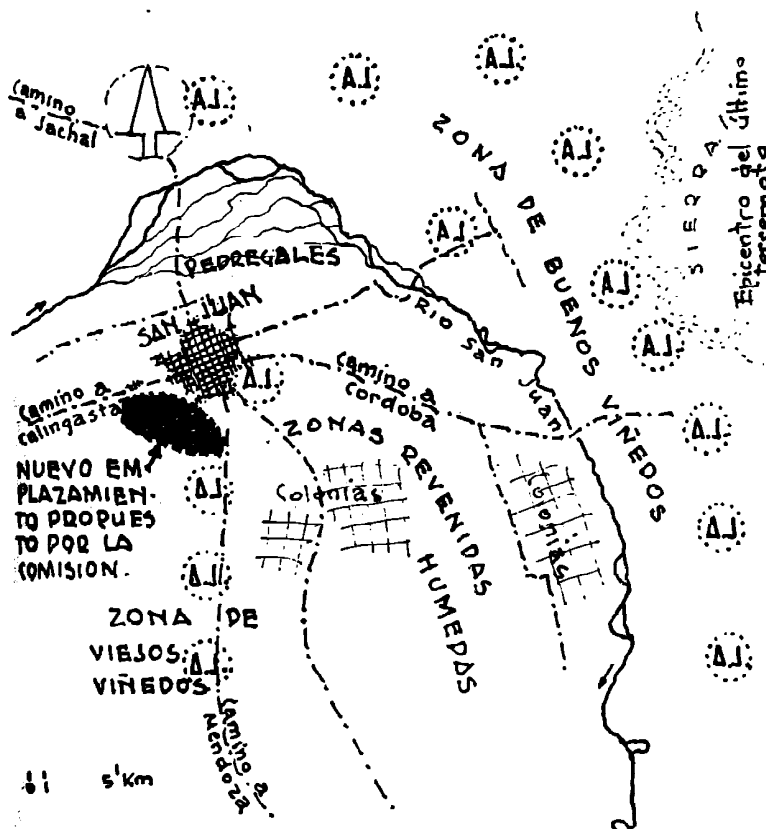 Camino
a Jachal
A.J.
A.J.
A.J.
A.J.
A.J.
A.J.
A.J.
ZONA DE BUENOS VIÑEDOS
SIERRA
Epicentro del último
terremoto
PEDREGALES
SAN JUAN
Rio San Juan
Camino a
Calingasta
A.J.
Camino a
Cordoba
A.J.
NUEVO EM
PLAZAMIEN-
TO PROPUES
TO POR LA
COMISION.
A.J.
ZONAS REVENIDAS
HUMEDAS
Colonias
Colonias
A.J.
A.J.
ZONA DE
VIEJOS
VIÑEDOS
A.J.
A.J.
Camino a
Mendoza
5 Km